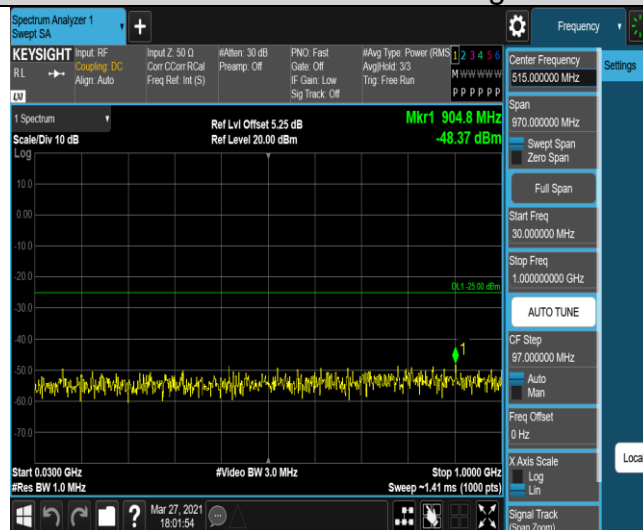 Spectrum Analyzer 1
Swept SA
+
Frequency
KEYSIGHT
RL
LXI
Input: RF
Coupling: DC
Align: Auto
Input Z: 50 Ω
Corr CCorr RCal
Freq Ref: Int (S)
#Atten: 30 dB
Preamp: Off
PNO: Fast
Gate: Off
IF Gain: Low
Sig Track: Off
#Avg Type: Power (RMS
Avg|Hold: 3/3
Trig: Free Run
1 2 3 4 5 6
M W W W W W
P P P P P P
1 Spectrum
Scale/Div 10 dB
Log
Ref Lvl Offset 5.25 dB
Ref Level 20.00 dBm
Mkr1 904.8 MHz
-48.37 dBm
10.0
0.00
-10.0
-20.0
DL1 -25.00 dBm
-30.0
-40.0
1
-50.0
-60.0
-70.0
Start 0.0300 GHz
#Res BW 1.0 MHz
#Video BW 3.0 MHz
Stop 1.0000 GHz
Sweep ~1.41 ms (1000 pts)
?
Mar 27, 2021
18:01:54
Center Frequency
515.000000 MHz
Settings
Span
970.000000 MHz
Swept Span
Zero Span
Full Span
Start Freq
30.000000 MHz
Stop Freq
1.000000000 GHz
AUTO TUNE
CF Step
97.000000 MHz
Auto
Man
Freq Offset
0 Hz
X Axis Scale
Log
Lin
Local
Signal Track
(Span Zoom)